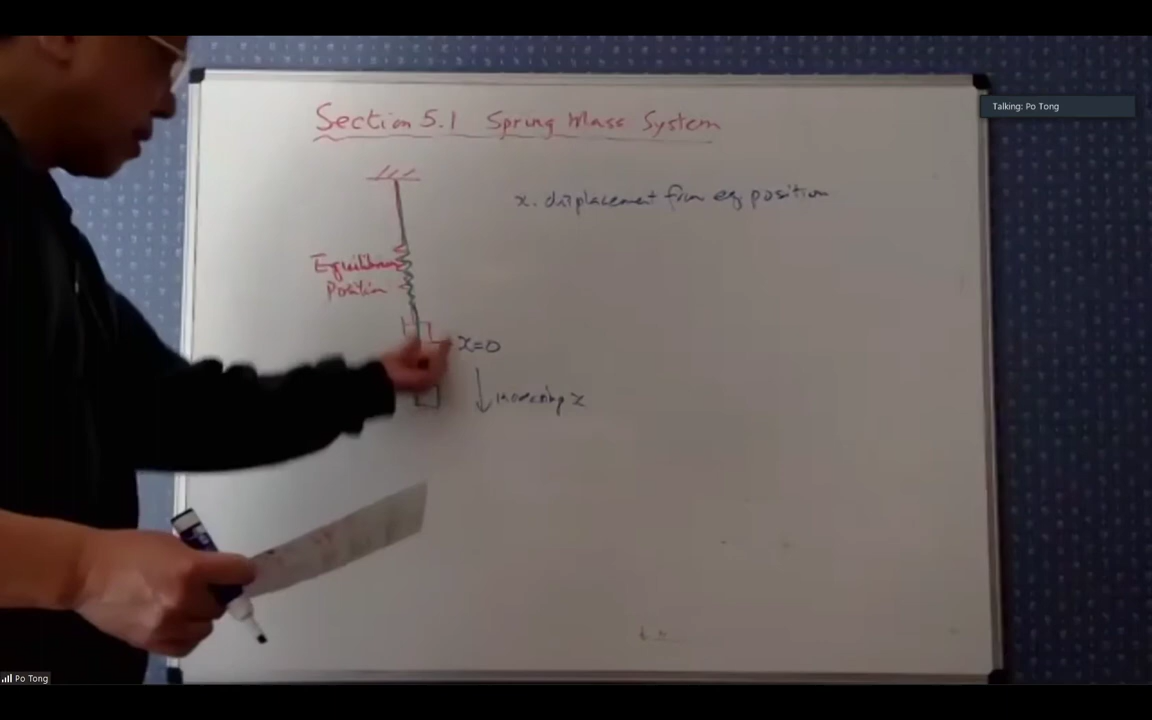 Talking: Po Tong
Section 5.1 Spring Mass System
x. displacement from eq position
Equilibrium
Position
x=0
increasing x
Po Tong